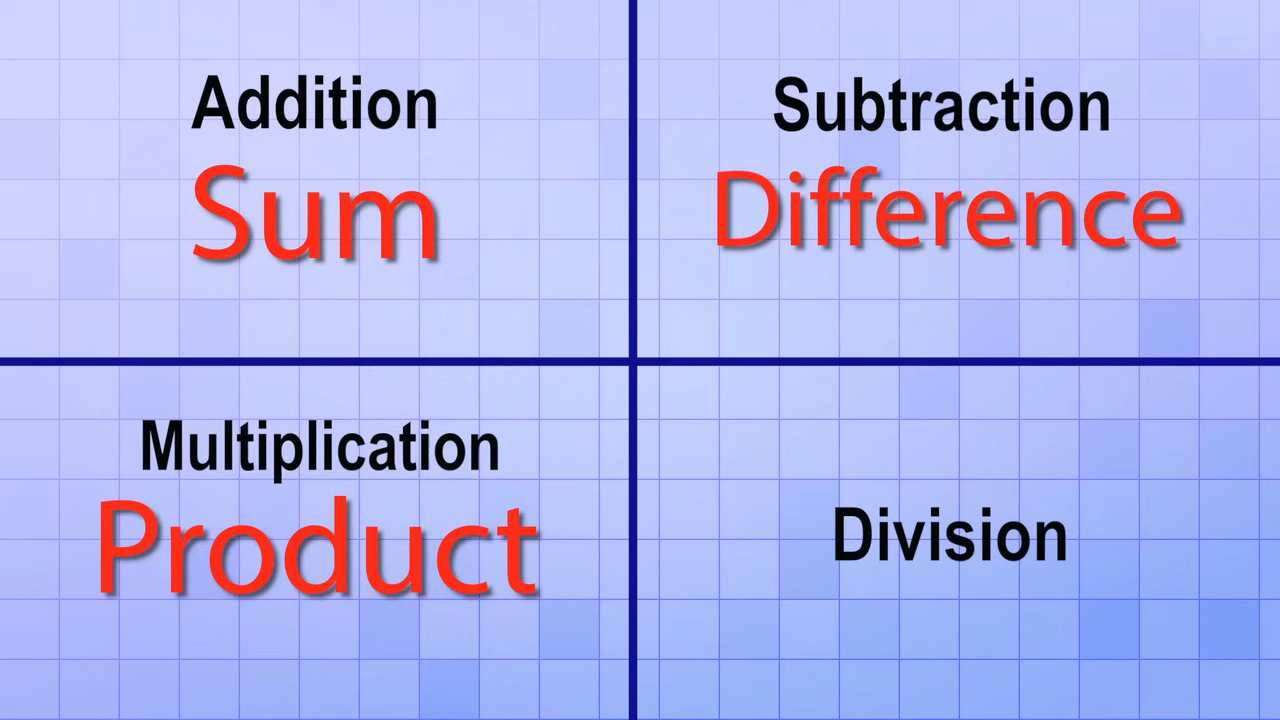 Addition
Sum
Subtraction
Difference
Multiplication
Product
Division